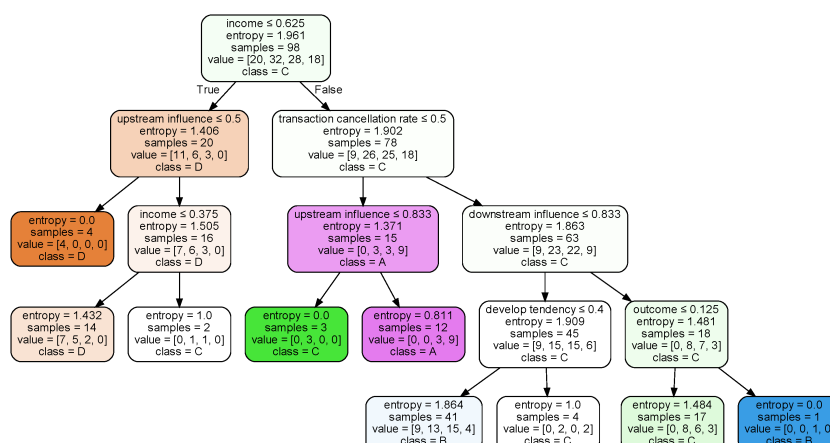 income ≤ 0.625
entropy = 1.961
samples = 98
value = [20, 32, 28, 18]
class = C
True
False
upstream influence ≤ 0.5
entropy = 1.406
samples = 20
value = [11, 6, 3, 0]
class = D
transaction cancellation rate ≤ 0.5
entropy = 1.902
samples = 78
value = [9, 26, 25, 18]
class = C
entropy = 0.0
samples = 4
value = [4, 0, 0, 0]
class = D
income ≤ 0.375
entropy = 1.505
samples = 16
value = [7, 6, 3, 0]
class = D
upstream influence ≤ 0.833
entropy = 1.371
samples = 15
value = [0, 3, 3, 9]
class = A
downstream influence ≤ 0.833
entropy = 1.863
samples = 63
value = [9, 23, 22, 9]
class = C
entropy = 1.432
samples = 14
value = [7, 5, 2, 0]
class = D
entropy = 1.0
samples = 2
value = [0, 1, 1, 0]
class = C
entropy = 0.0
samples = 3
value = [0, 3, 0, 0]
class = C
entropy = 0.811
samples = 12
value = [0, 0, 3, 9]
class = A
develop tendency ≤ 0.4
entropy = 1.909
samples = 45
value = [9, 15, 15, 6]
class = C
outcome ≤ 0.125
entropy = 1.481
samples = 18
value = [0, 8, 7, 3]
class = C
entropy = 1.864
samples = 41
value = [9, 13, 15, 4]
class = B
entropy = 1.0
samples = 4
value = [0, 2, 0, 2]
class = C
entropy = 1.484
samples = 17
value = [0, 8, 6, 3]
class = C
entropy = 0.0
samples = 1
value = [0, 0, 1, 0
class = B